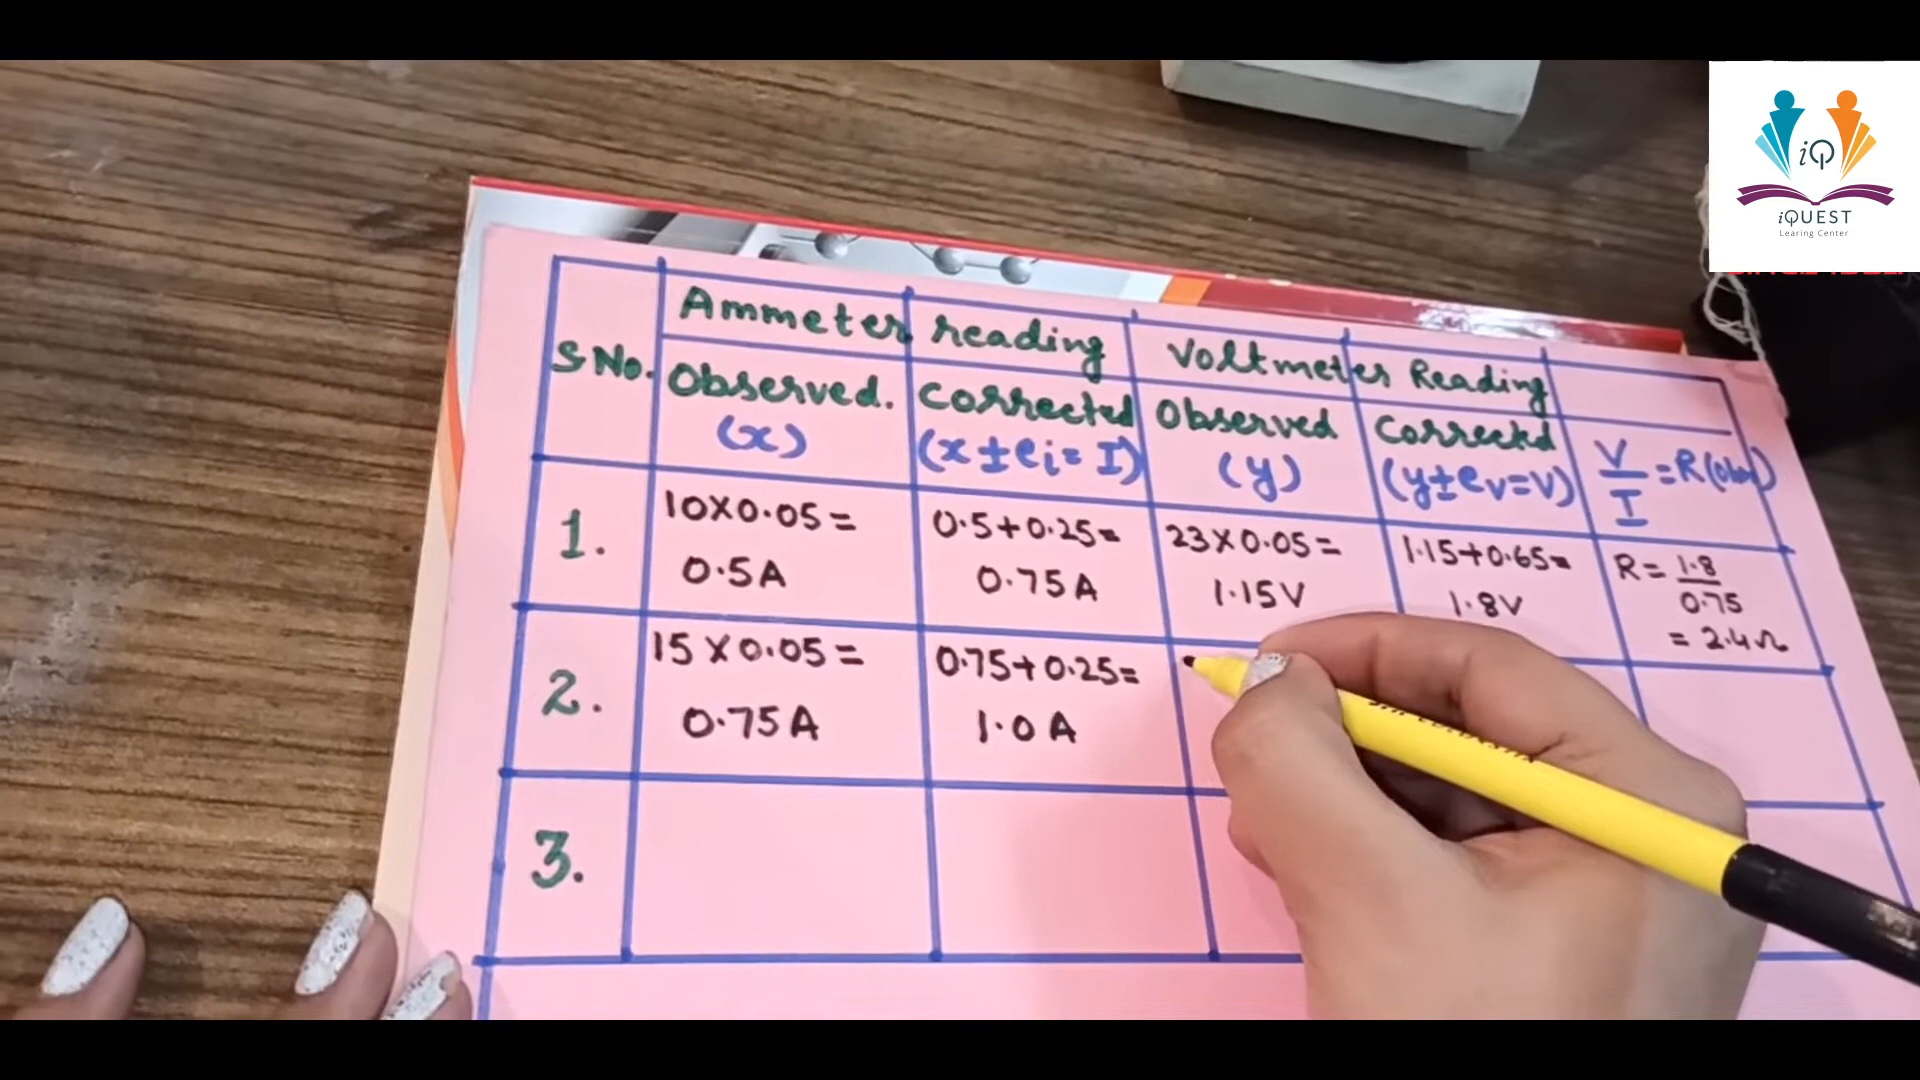 iQ
iQUEST
Learing Center
Ammeter reading
Voltmeter Reading
S No.
Observed.
(x)
Corrected
(x±ei= I)
Observed
(y)
Corrected
(y±ev=V)
V/I =R(obs)
1.
10×0.05=
0.5A
0.5+0.25=
0.75A
23×0.05=
1.15V
1.15+0.65=
1.8V
R= 1.8/0.75
= 2.4Ω
2.
15×0.05=
0.75A
0.75+0.25=
1.0A
3.